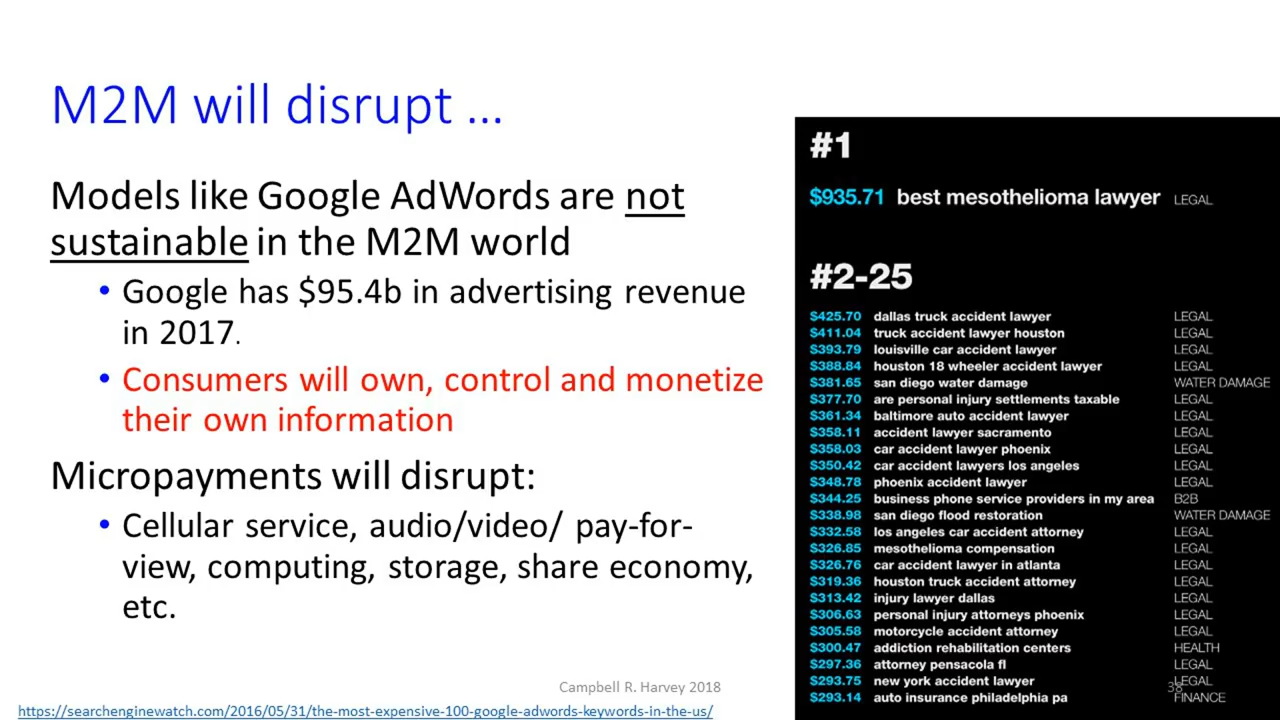 M2M will disrupt ...
Models like Google AdWords are not
sustainable in the M2M world
• Google has $95.4b in advertising revenue
in 2017.
• Consumers will own, control and monetize
their own information
Micropayments will disrupt:
• Cellular service, audio/video/ pay-for-
view, computing, storage, share economy,
etc.
#1
$935.71 best mesothelioma lawyer LEGAL
#2-25
$425.70 dallas truck accident lawyer LEGAL
$411.04 truck accident lawyer houston LEGAL
$393.79 louisville car accident lawyer LEGAL
$388.84 houston 18 wheeler accident lawyer LEGAL
$381.65 san diego water damage WATER DAMAGE
$377.70 are personal injury settlements taxable LEGAL
$361.34 baltimore auto accident lawyer LEGAL
$358.11 accident lawyer sacramento LEGAL
$358.03 car accident lawyer phoenix LEGAL
$350.42 car accident lawyers los angeles LEGAL
$348.78 phoenix accident lawyer LEGAL
$344.25 business phone service providers in my area B2B
$338.98 san diego flood restoration WATER DAMAGE
$332.58 los angeles car accident attorney LEGAL
$326.85 mesothelioma compensation LEGAL
$326.76 car accident lawyer in atlanta LEGAL
$319.36 houston truck accident attorney LEGAL
$313.42 injury lawyer dallas LEGAL
$306.63 personal injury attorneys phoenix LEGAL
$305.58 motorcycle accident attorney LEGAL
$300.47 addiction rehabilitation centers HEALTH
$297.36 attorney pensacola fl LEGAL
$293.75 new york accident lawyer LEGAL
$293.14 auto insurance philadelphia pa FINANCE
Campbell R. Harvey 2018
38
https://searchenginewatch.com/2016/05/31/the-most-expensive-100-google-adwords-keywords-in-the-us/